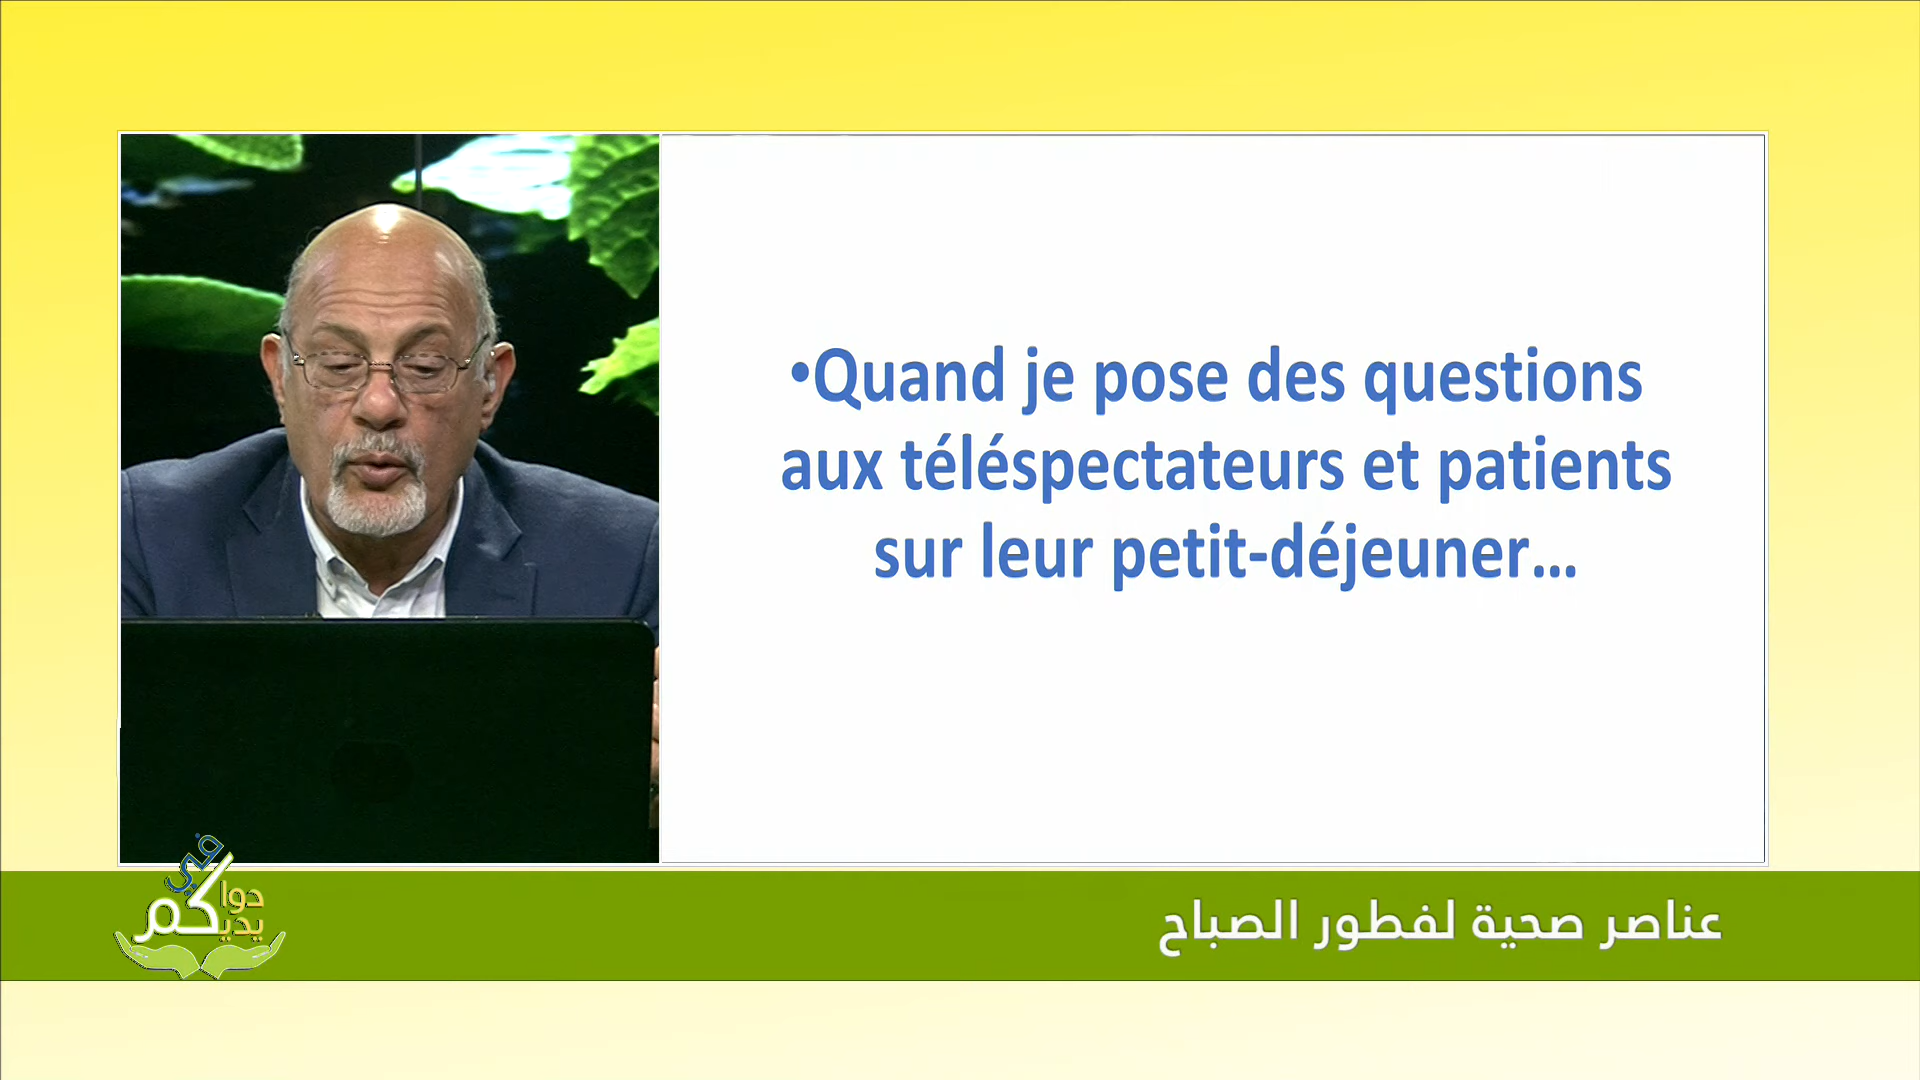 •Quand je pose des questions
aux téléspectateurs et patients
sur leur petit-déjeuner...
عناصر صحية لفطور الصباح
دوا
في
يديكم